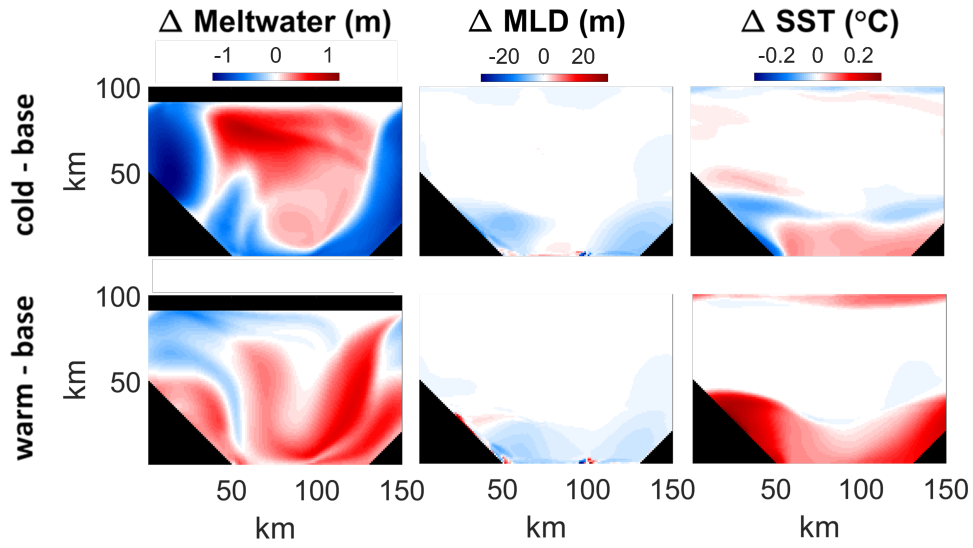 Δ Meltwater (m) Δ MLD (m) Δ SST (°C)
-1 0 1 -20 0 20 -0.2 0 0.2
cold - base
km
100
50
warm - base
km
100
50
50 100 150 50 100 150 50 100 150
km km km